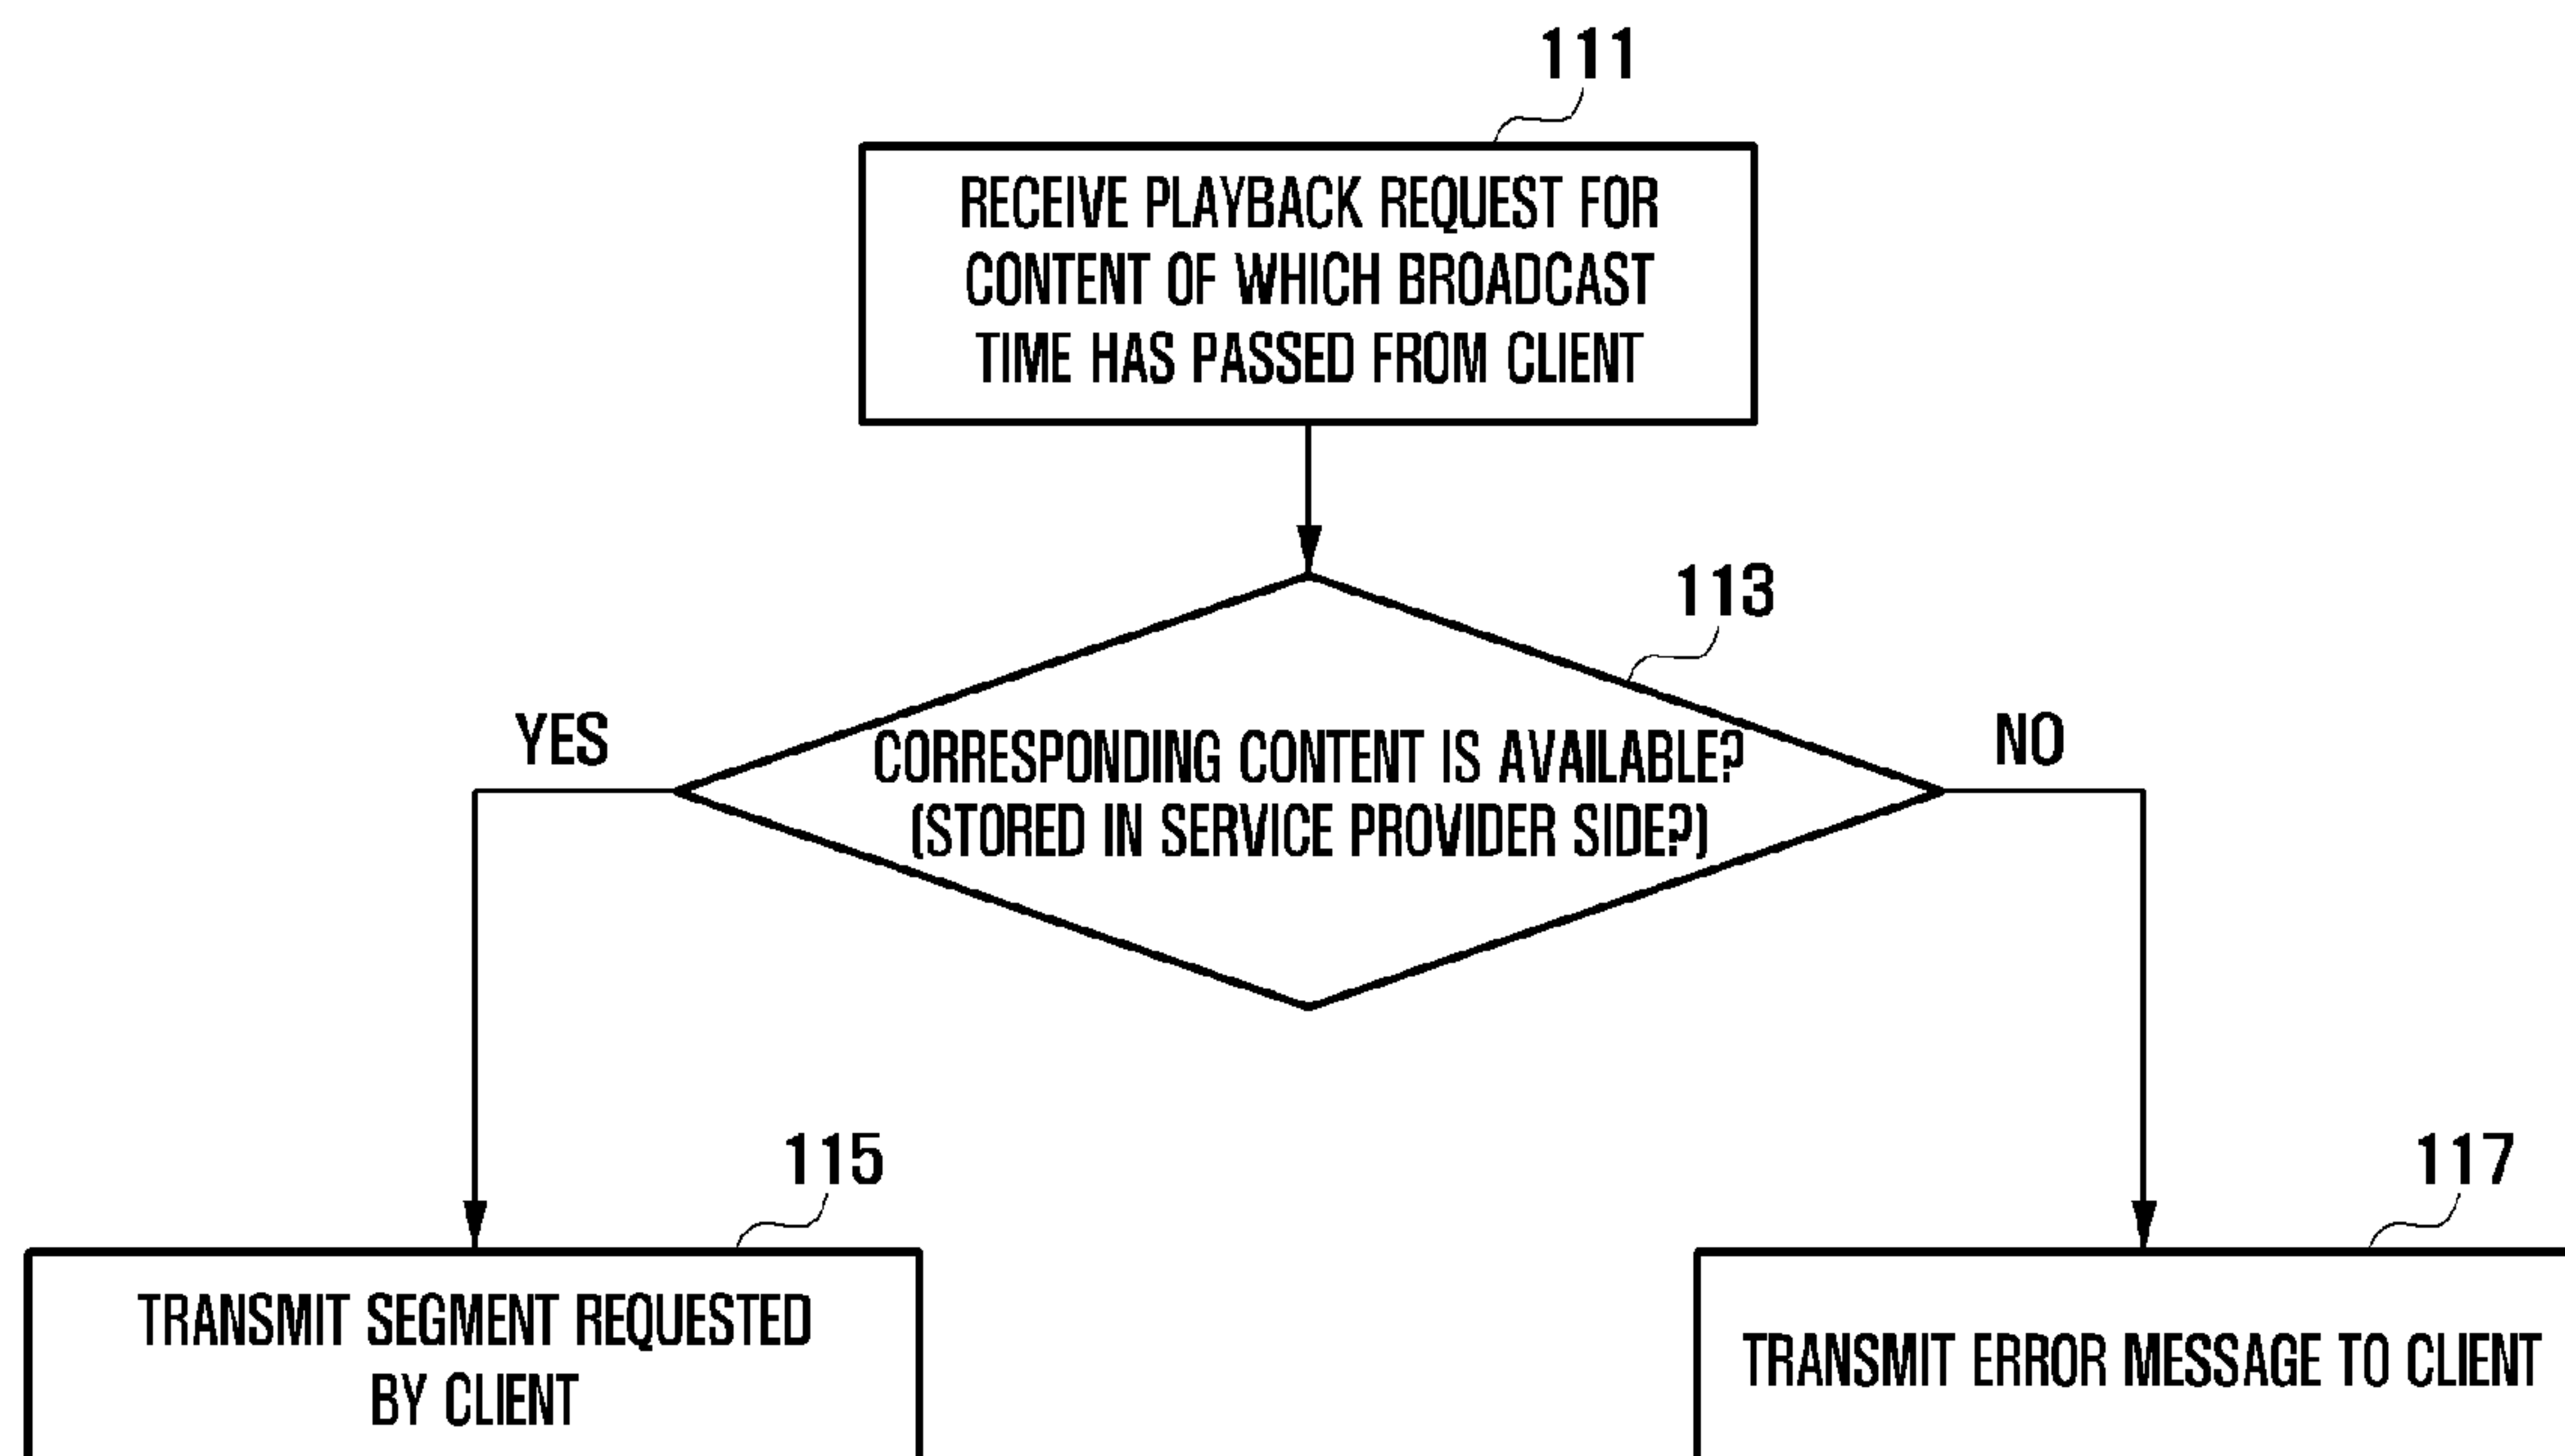 111
RECEIVE PLAYBACK REQUEST FOR
CONTENT OF WHICH BROADCAST
TIME HAS PASSED FROM CLIENT
113
YES
NO
CORRESPONDING CONTENT IS AVAILABLE?
(STORED IN SERVICE PROVIDER SIDE?)
115
117
TRANSMIT SEGMENT REQUESTED
BY CLIENT
TRANSMIT ERROR MESSAGE TO CLIENT